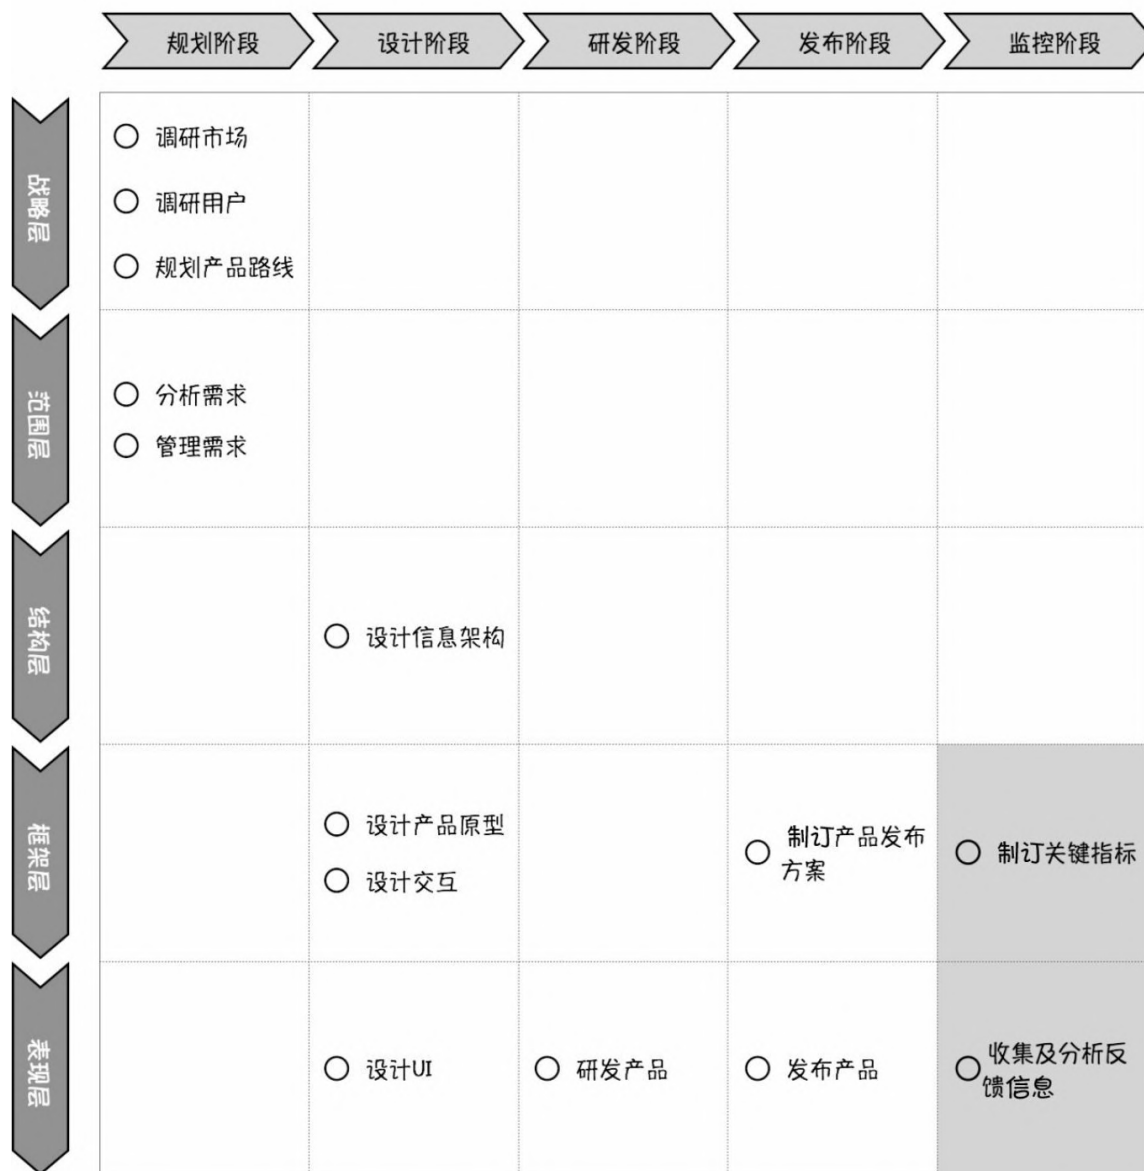 规划阶段
设计阶段
研发阶段
发布阶段
监控阶段
战略层
调研市场
调研用户
规划产品路线
范围层
分析需求
管理需求
结构层
设计信息架构
框架层
设计产品原型
设计交互
制订产品发布
方案
制订关键指标
表现层
设计UI
研发产品
发布产品
收集及分析反
馈信息